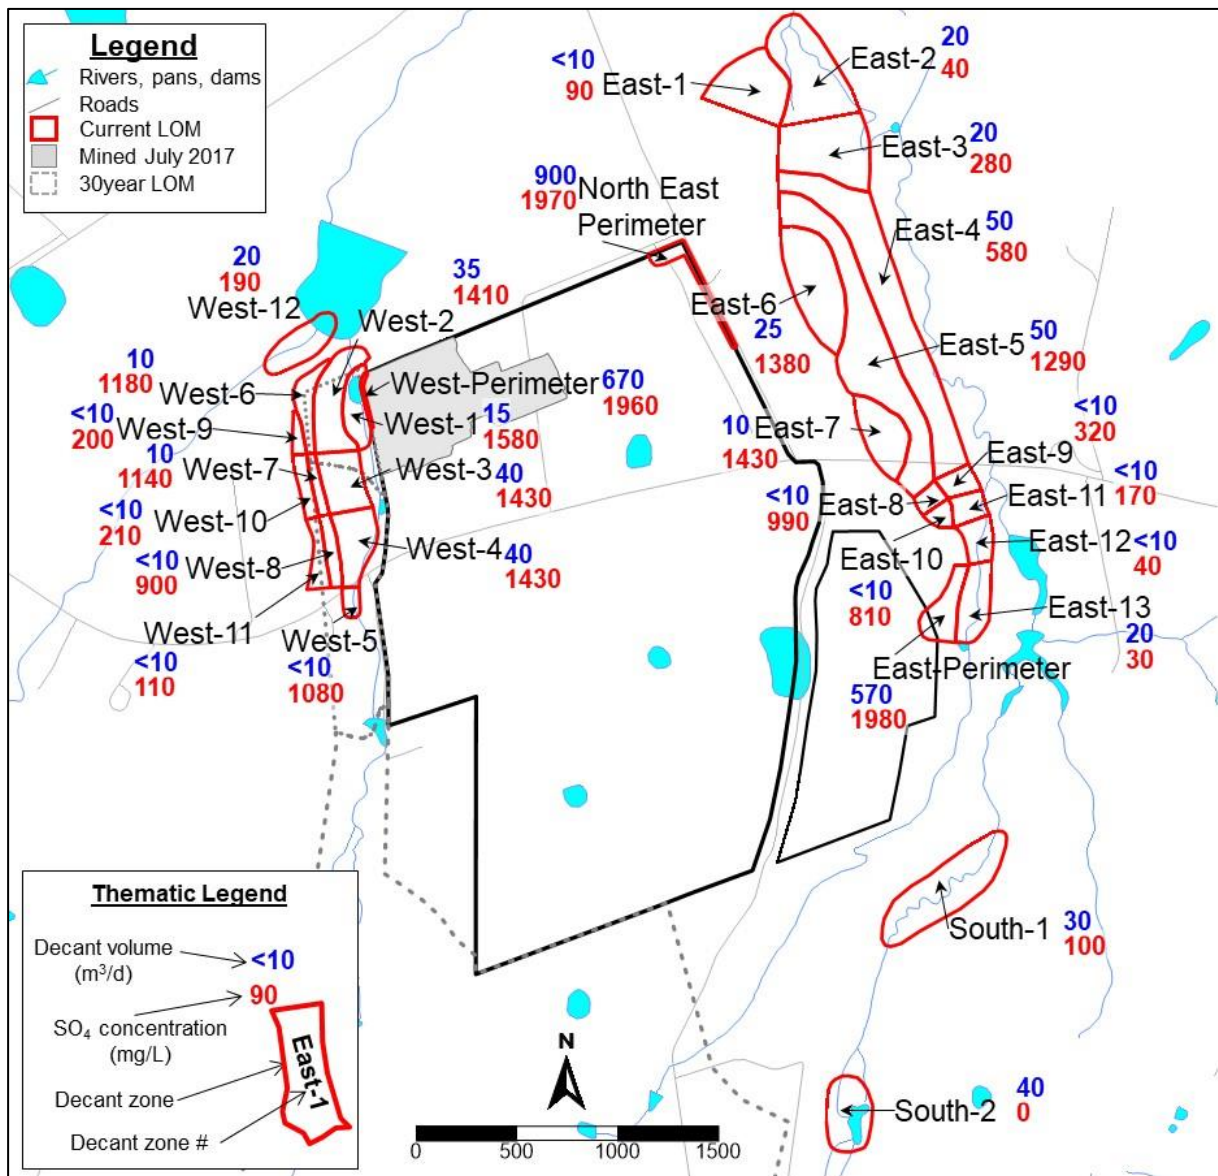 Legend
Rivers, pans, dams
Roads
Current LOM
Mined July 2017
30year LOM
<10
90
East-1
East-2
20
40
East-3
20
280
900
1970
North East
Perimeter
East-4
50
580
20
190
West-12
35
1410
West-2
East-6
25
1380
East-5
50
1290
10
1180
West-6
West-Perimeter
670
1960
<10
200
West-9
West-1
15
1580
10
1430
East-7
<10
320
East-9
10
1140
West-7
West-3
40
1430
<10
990
East-8
East-11
<10
170
<10
210
West-10
West-4
40
1430
East-10
<10
810
East-12
<10
40
<10
900
West-8
West-11
<10
110
West-5
<10
1080
East-13
20
30
East-Perimeter
570
1980
South-1
30
100
South-2
40
0
Thematic Legend
Decant volume
(m³/d)
<10
90
SO₄ concentration
(mg/L)
Decant zone
East-1
Decant zone #
N
0
500
1000
1500